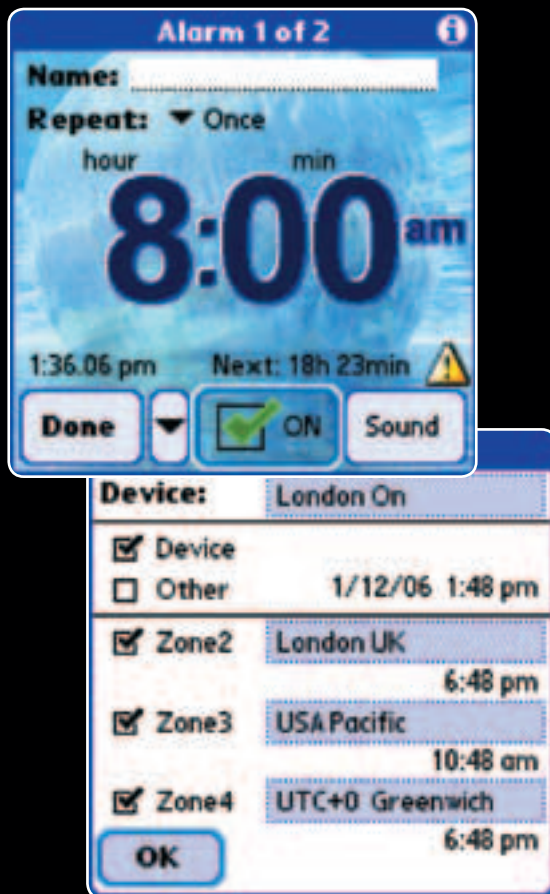 Alarm 1 of 2
Name:
Repeat: Once
hour min
8:00 am
1:36.06 pm Next: 18h 23min
Done ON Sound
Device: London On
Device
Other 1/12/06 1:48 pm
Zone2 London UK
6:48 pm
Zone3 USA Pacific
10:48 am
Zone4 UTC+0 Greenwich
6:48 pm
OK